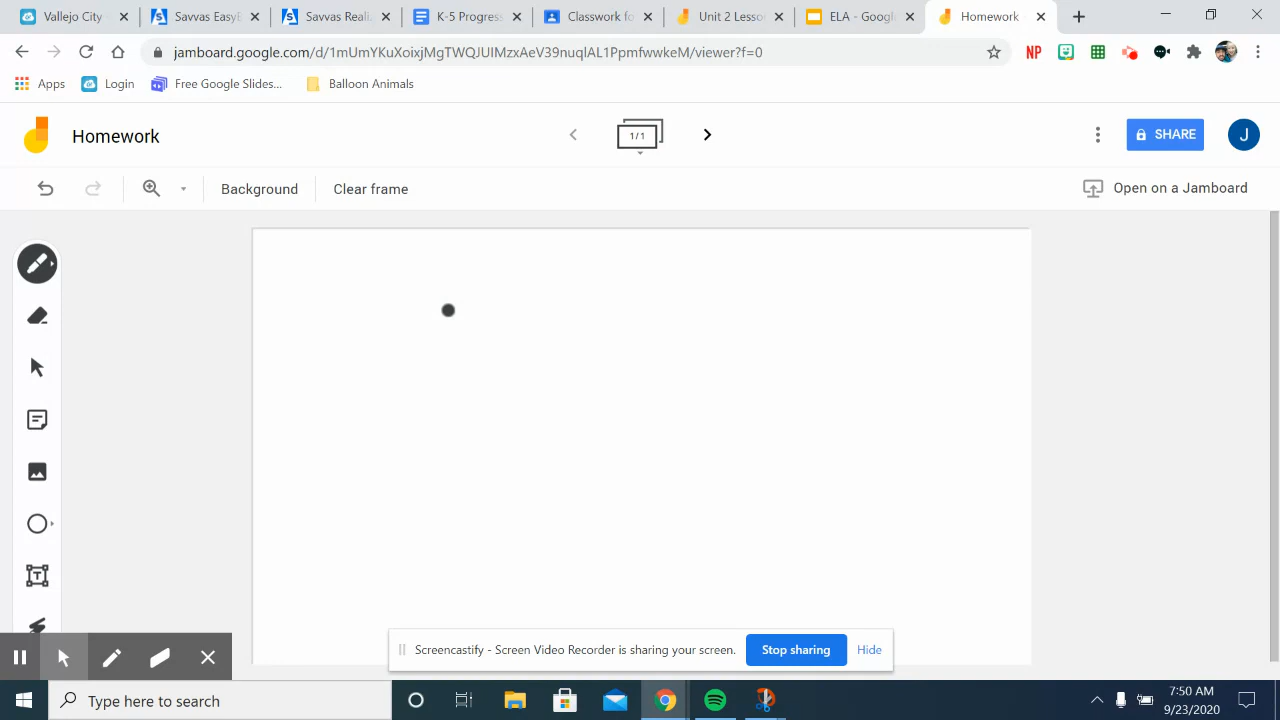 Vallejo City
Savvas EasyB
Savvas Reali
K-5 Progress
Classwork fo
Unit 2 Lesso
ELA - Google
Homework
jamboard.google.com/d/1mUmYKuXoixjMgTWQJUIMzxAeV39nuqlAL1PpmfwwkeM/viewer?f=0
NP
Apps
Login
Free Google Slides...
Balloon Animals
Homework
1/1
SHARE
J
Background
Clear frame
Open on a Jamboard
T
Screencastify - Screen Video Recorder is sharing your screen.
Stop sharing
Hide
Type here to search
7:50 AM
9/23/2020